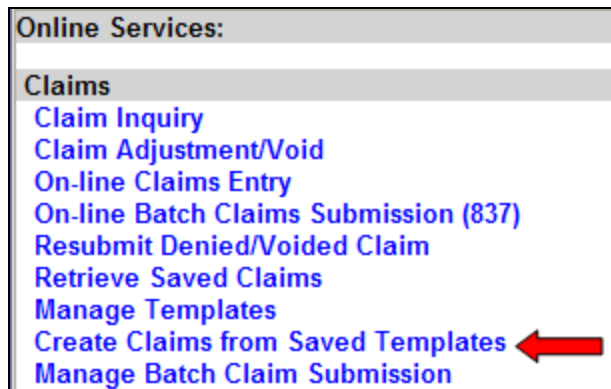 Online Services:
Claims
Claim Inquiry
Claim Adjustment/Void
On-line Claims Entry
On-line Batch Claims Submission (837)
Resubmit Denied/Voided Claim
Retrieve Saved Claims
Manage Templates
Create Claims from Saved Templates
Manage Batch Claim Submission